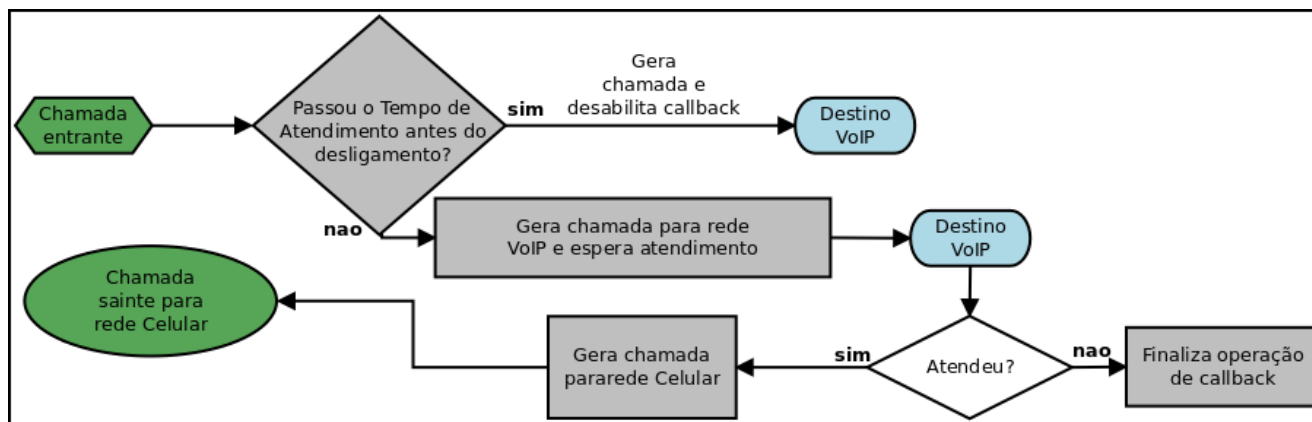 Chamada
entrante
Passou o Tempo de
Atendimento antes do
desligamento?
sim
Gera
chamada e
desabilita callback
Destino
VoIP
nao
Gera chamada para rede
VoIP e espera atendimento
Destino
VoIP
Atendeu?
nao
Finaliza operação
de callback
sim
Gera chamada
pararede Celular
Chamada
sainte para
rede Celular